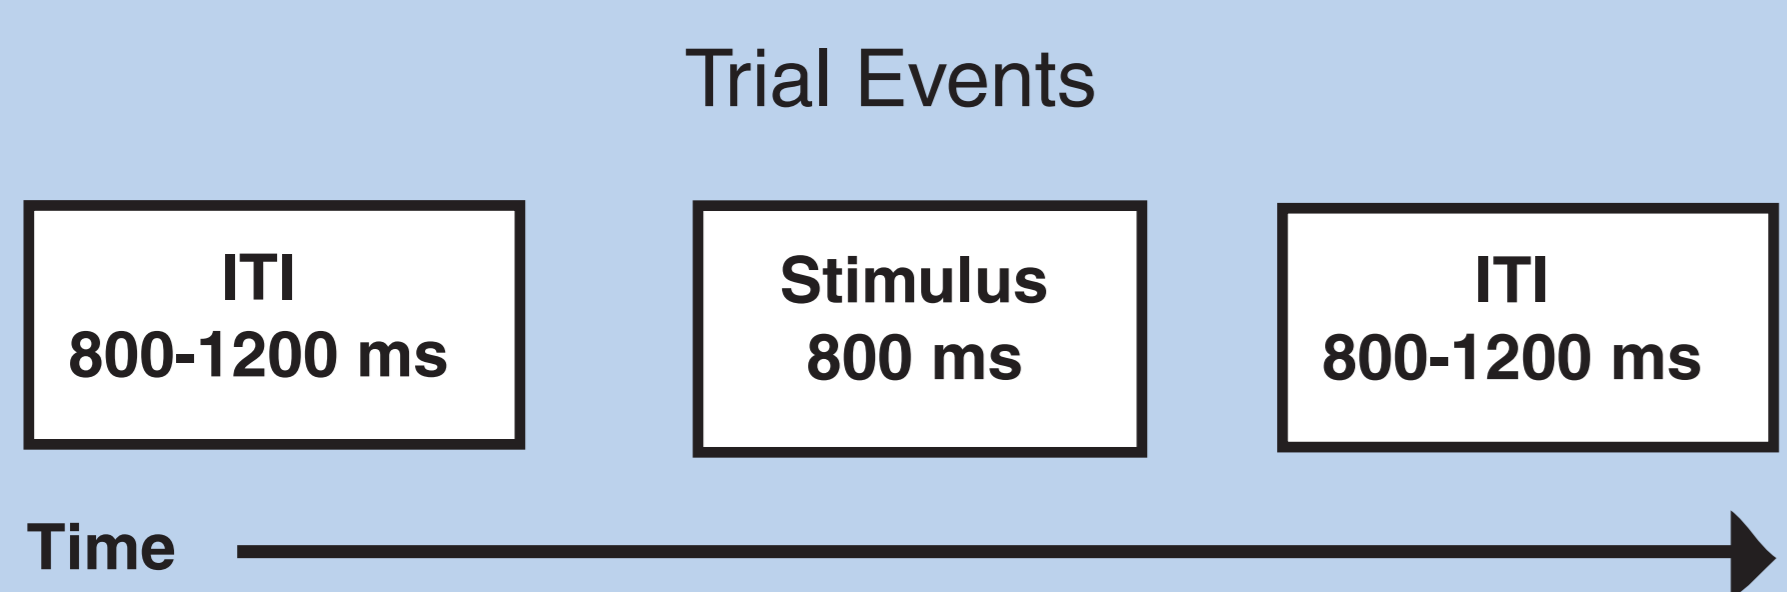 Trial Events
ITI
800-1200 ms
Stimulus
800 ms
ITI
800-1200 ms
Time